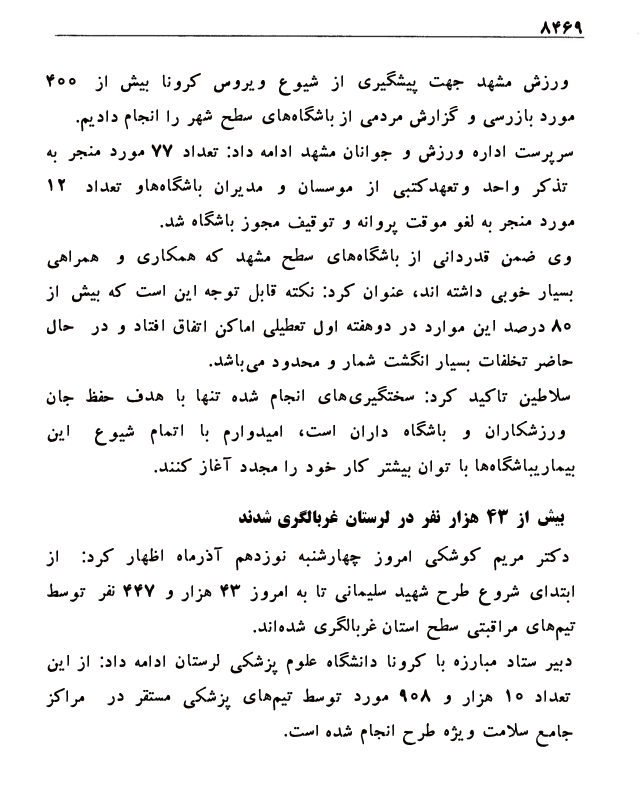 ۸۴۶۹
ورزش مشهد جهت پیشگیری از شیوع ویروس کرونا بیش از ۴۰۰
مورد بازرسی و گزارش مردمی از باشگاه‌های سطح شهر را انجام دادیم.
سرپرست اداره ورزش و جوانان مشهد ادامه داد: تعداد ۷۷ مورد منجر به
تذکر واحد وتعهدکتبی از موسسان و مدیران باشگاه‌هاو تعداد ۱۲
مورد منجر به لغو موقت پروانه و توقیف مجوز باشگاه شد.
وی ضمن قدردانی از باشگاه‌های سطح مشهد که همکاری و همراهی
بسیار خوبی داشته اند، عنوان کرد: نکته قابل توجه این است که بیش از
۸۰ درصد این موارد در دوهفته اول تعطیلی اماکن اتفاق افتاد و در حال
حاضر تخلفات بسیار انگشت شمار و محدود می‌باشد.
سلاطین تاکید کرد: سختگیری‌های انجام شده تنها با هدف حفظ جان
ورزشکاران و باشگاه داران است، امیدوارم با اتمام شیوع این
بیماریباشگاه‌ها با توان بیشتر کار خود را مجدد آغاز کنند.
بیش از ۴۳ هزار نفر در لرستان غربالگری شدند
دکتر مریم کوشکی امروز چهارشنبه نوزدهم آذرماه اظهار کرد: از
ابتدای شروع طرح شهید سلیمانی تا به امروز ۴۳ هزار و ۴۴۷ نفر توسط
تیم‌های مراقبتی سطح استان غربالگری شده‌اند.
دبیر ستاد مبارزه با کرونا دانشگاه علوم پزشکی لرستان ادامه داد: از این
تعداد ۱۰ هزار و ۹۰۸ مورد توسط تیم‌های پزشکی مستقر در مراکز
جامع سلامت ویژه طرح انجام شده است.